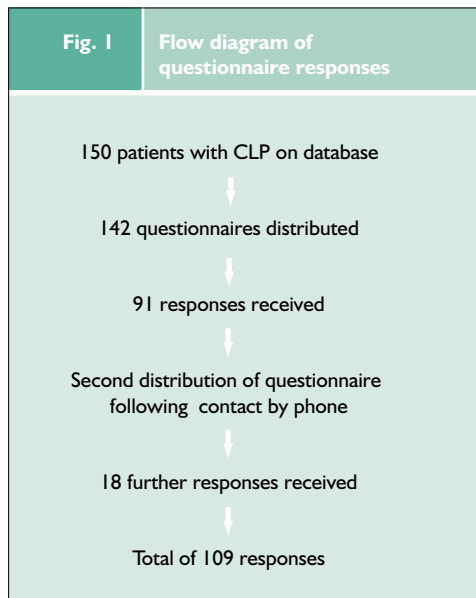 Fig. 1
Flow diagram of
questionnaire responses
150 patients with CLP on database
142 questionnaires distributed
91 responses received
Second distribution of questionnaire
following contact by phone
18 further responses received
Total of 109 responses